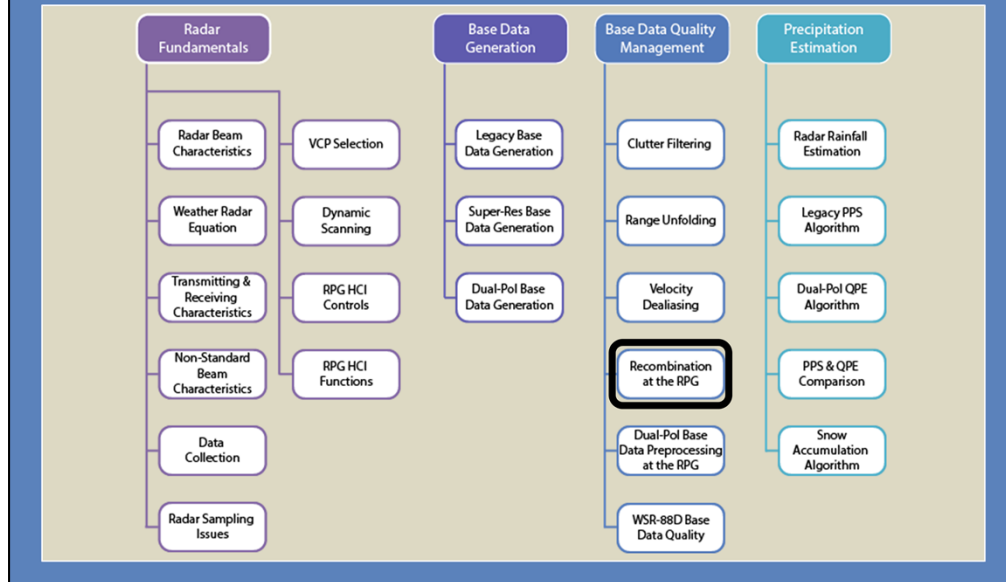 Radar
Fundamentals
Radar Beam
Characteristics
Weather Radar
Equation
Transmitting &
Receiving
Characteristics
Non-Standard
Beam
Characteristics
Data
Collection
Radar Sampling
Issues
VCP Selection
Dynamic
Scanning
RPG HCI
Controls
RPG HCI
Functions
Base Data
Generation
Legacy Base
Data Generation
Super-Res Base
Data Generation
Dual-Pol Base
Data Generation
Base Data Quality
Management
Clutter Filtering
Range Unfolding
Velocity
Dealiasing
Recombination
at the RPG
Dual-Pol Base
Data Preprocessing
at the RPG
WSR-88D Base
Data Quality
Precipitation
Estimation
Radar Rainfall
Estimation
Legacy PPS
Algorithm
Dual-Pol QPE
Algorithm
PPS & QPE
Comparison
Snow
Accumulation
Algorithm